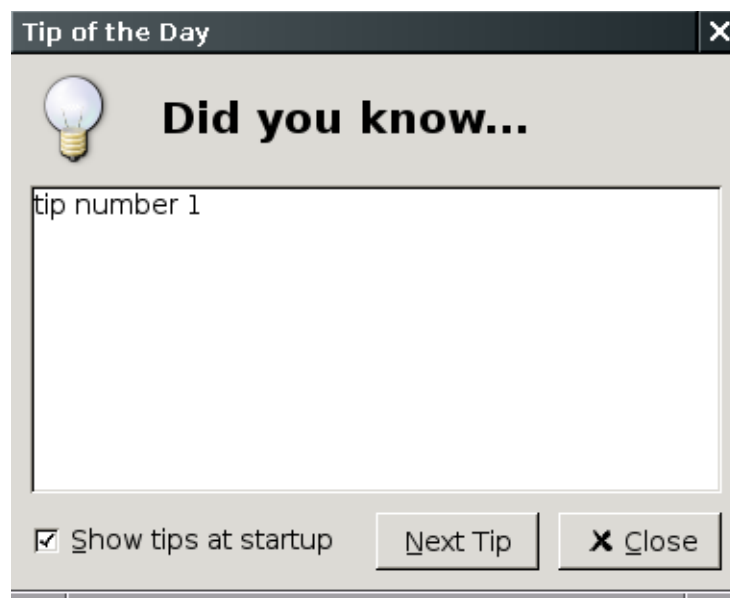 Tip of the Day
Did you know...
tip number 1
Show tips at startup
Next Tip
Close